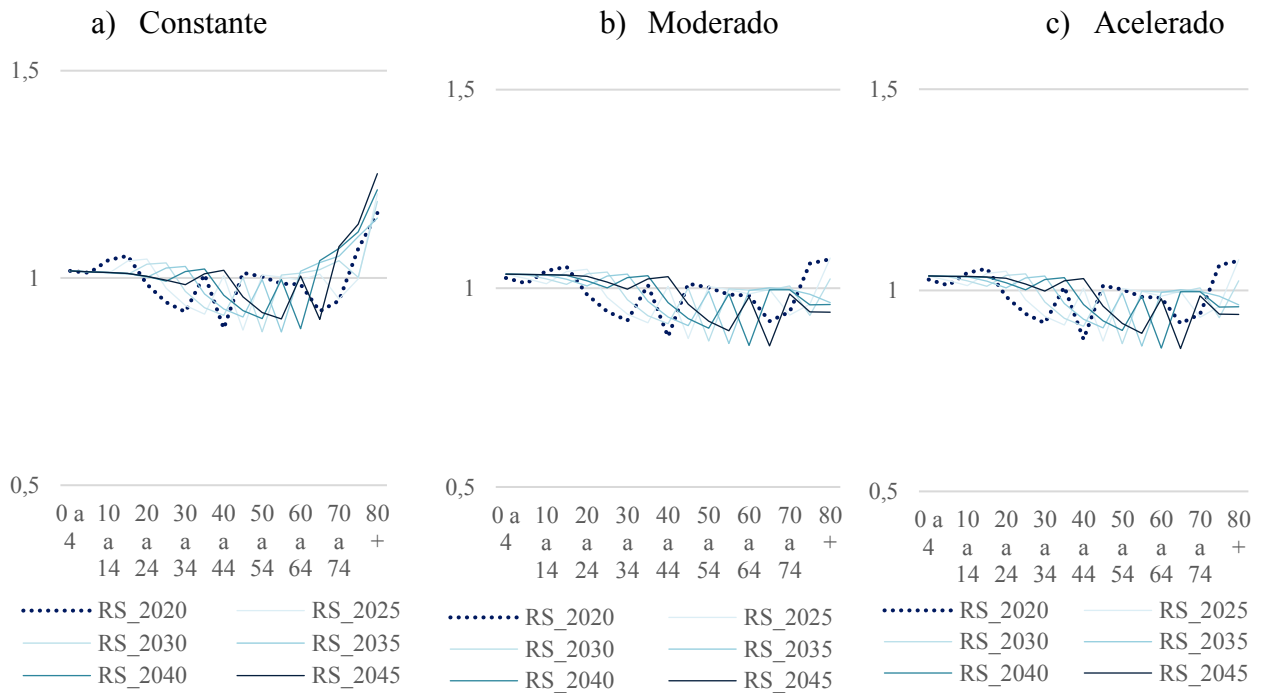 a) Constante
1,5
1
0,5
0 a 10 20 30 40 50 60 70 80
4 a a a a a a a +
14 24 34 44 54 64 74
RS_2020 RS_2025
RS_2030 RS_2035
RS_2040 RS_2045
b) Moderado
1,5
1
0,5
0 a 10 20 30 40 50 60 70 80
4 a a a a a a a +
14 24 34 44 54 64 74
RS_2020 RS_2025
RS_2030 RS_2035
RS_2040 RS_2045
c) Acelerado
1,5
1
0,5
0 a 10 20 30 40 50 60 70 80
4 a a a a a a a +
14 24 34 44 54 64 74
RS_2020 RS_2025
RS_2030 RS_2035
RS_2040 RS_2045